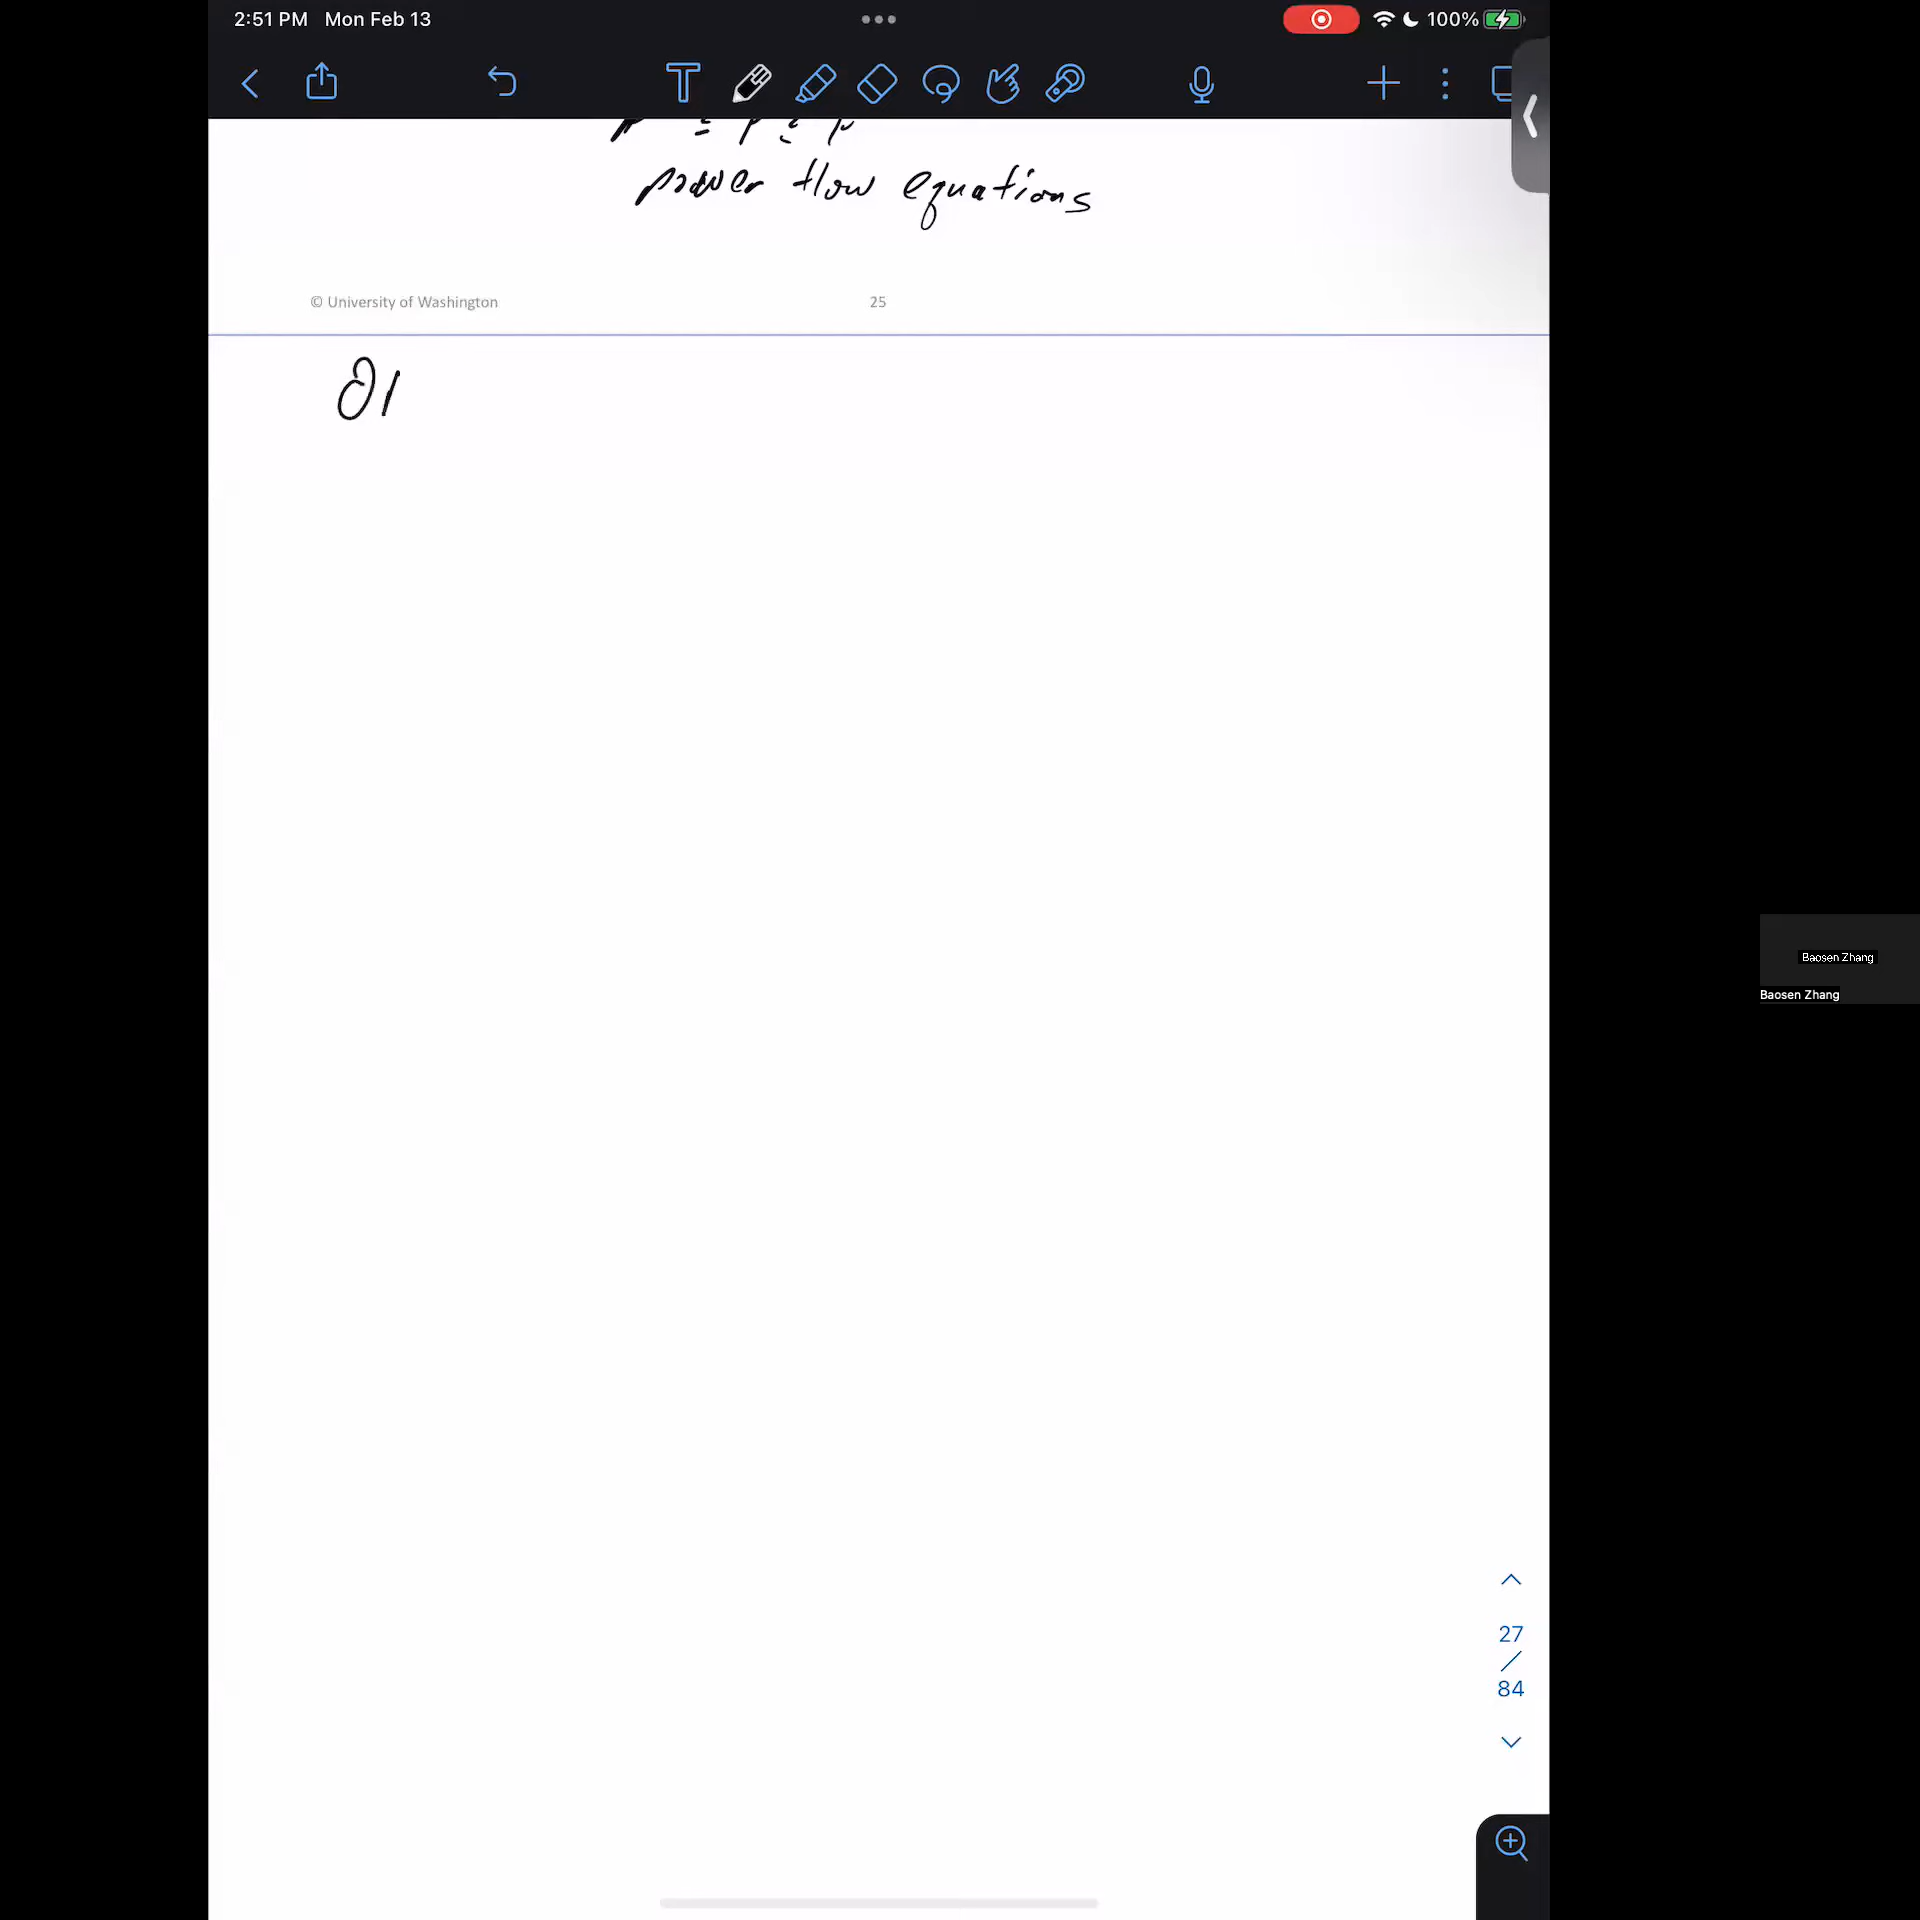 2:51 PM Mon Feb 13
100%
power flow equations
© University of Washington
25
Baosen Zhang
Baosen Zhang
27
/
84